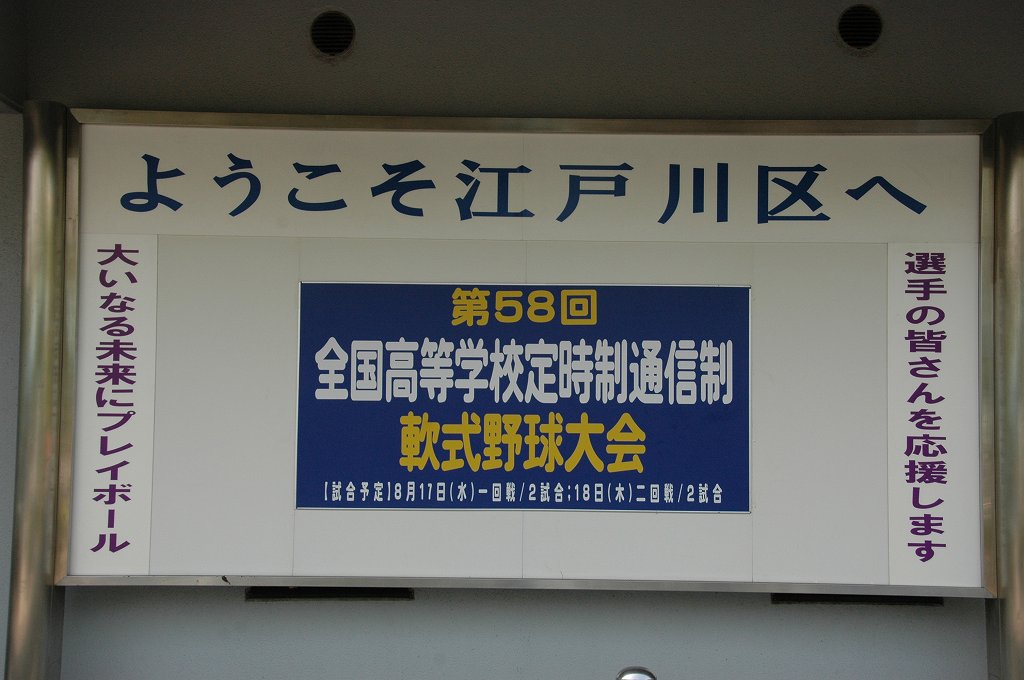 ようこそ江戸川区へ
選手の皆さんを応援します
第58回
全国高等学校定時制通信制
軟式野球大会
【試合予定】8月17日(水)一回戦/2試合;18日(木)二回戦/2試合
大いなる未来にプレイボール